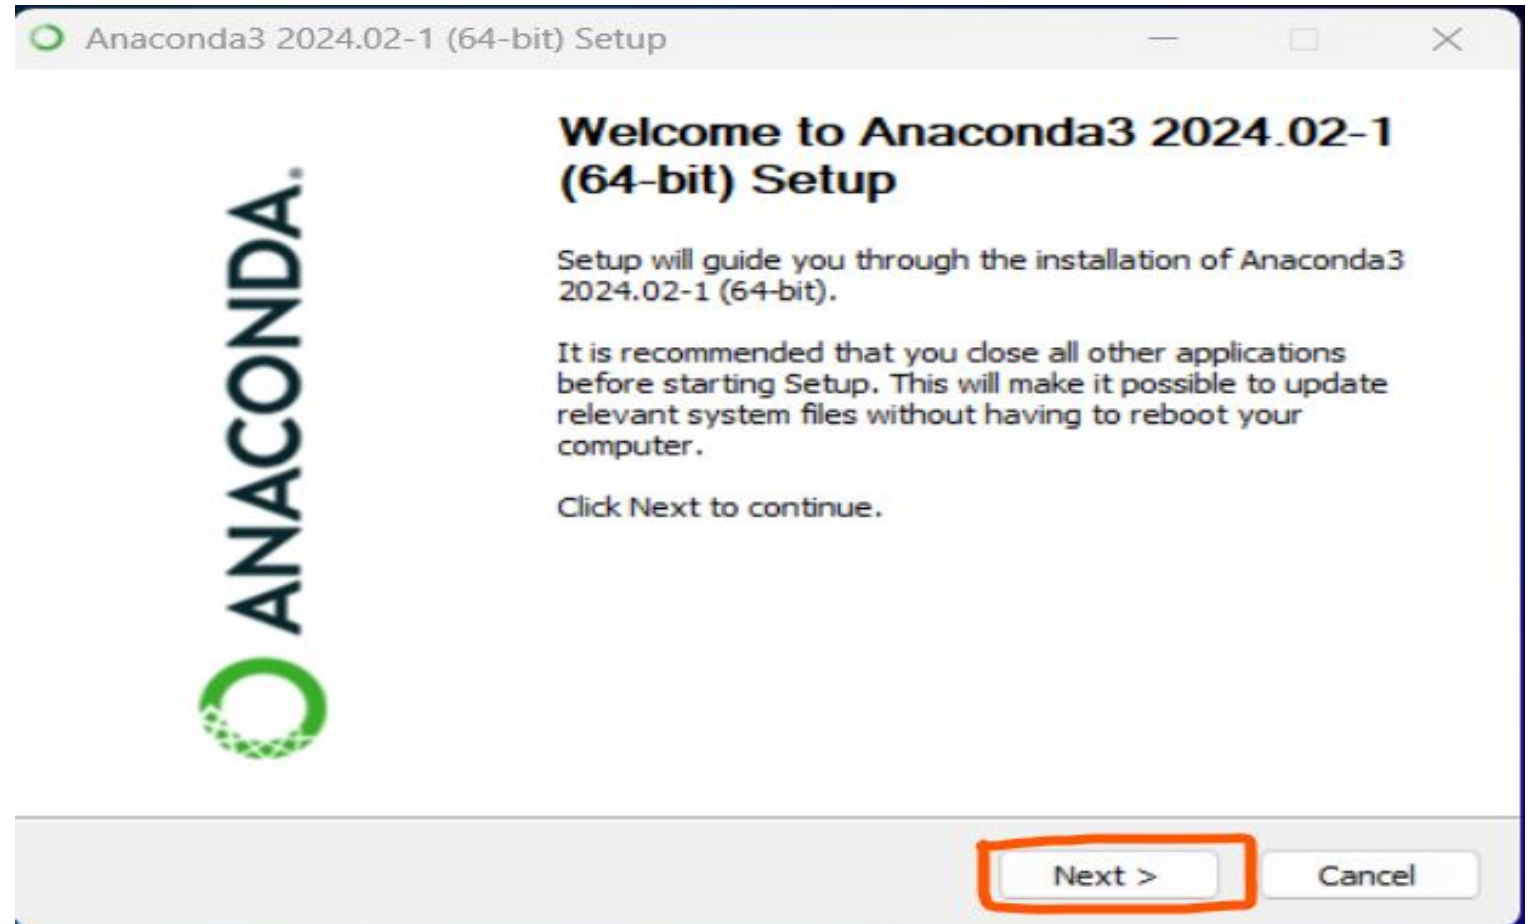 Anaconda3 2024.02-1 (64-bit) Setup
ANACONDA.
Welcome to Anaconda3 2024.02-1
(64-bit) Setup
Setup will guide you through the installation of Anaconda3
2024.02-1 (64-bit).
It is recommended that you close all other applications
before starting Setup. This will make it possible to update
relevant system files without having to reboot your
computer.
Click Next to continue.
Next >
Cancel